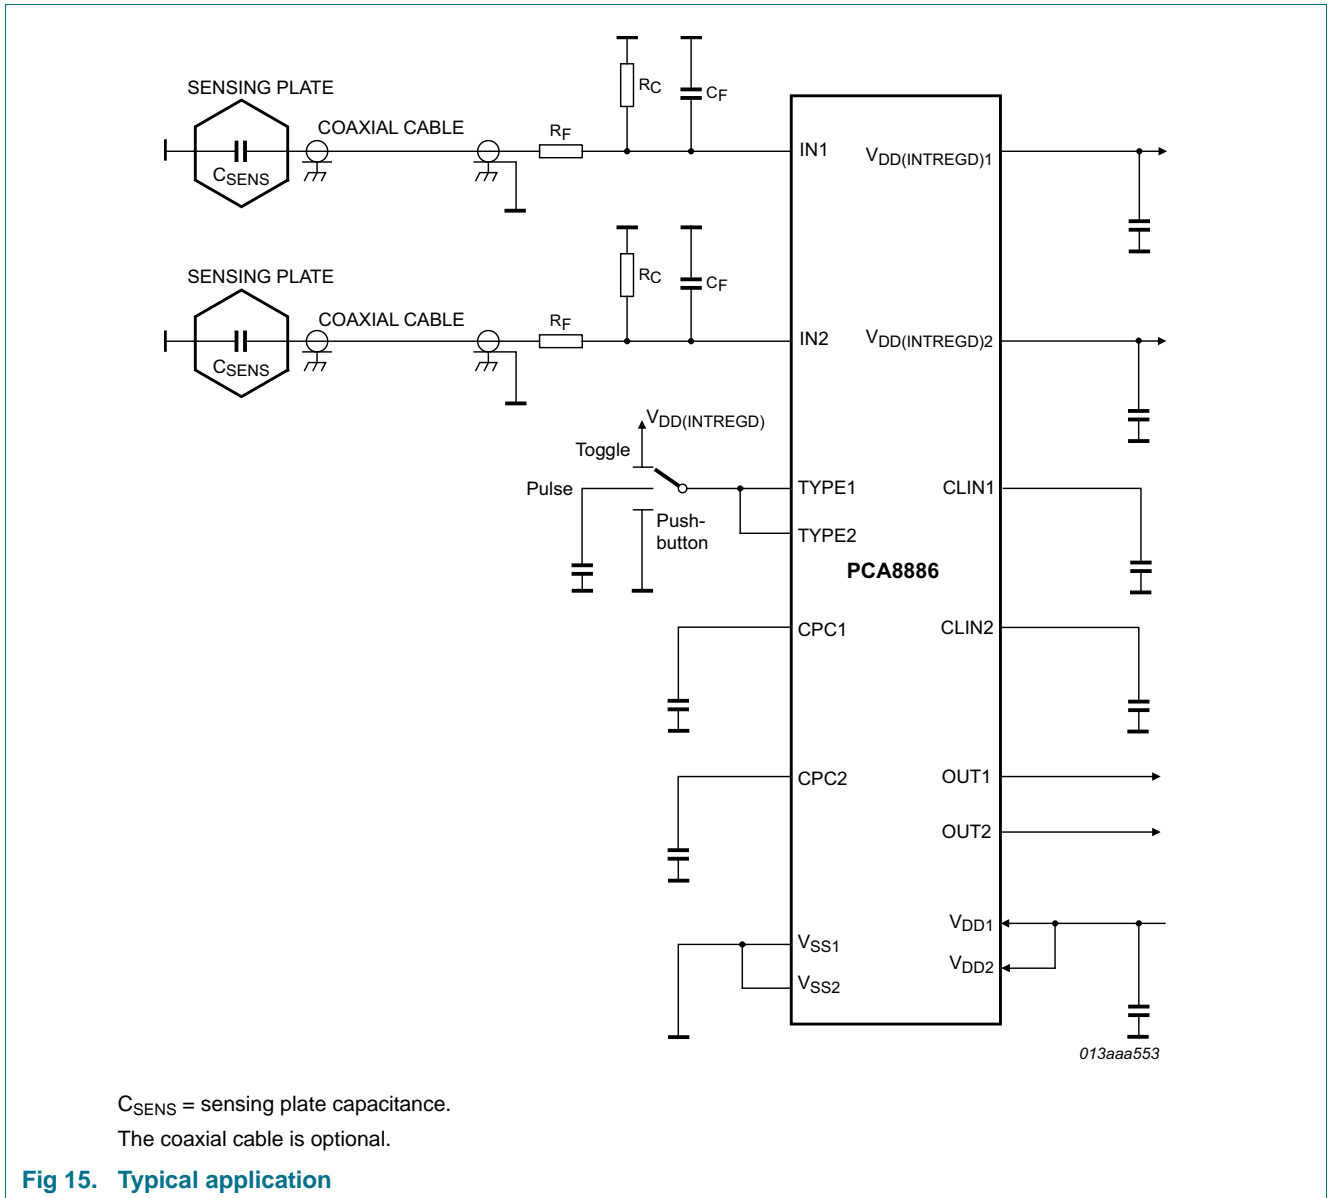 SENSING PLATE
COAXIAL CABLE
CSENS
RF
RC
CF
IN1
VDD(INTREGD)1
SENSING PLATE
COAXIAL CABLE
CSENS
RF
RC
CF
IN2
VDD(INTREGD)2
VDD(INTREGD)
Toggle
Pulse
Push-
button
TYPE1
TYPE2
CLIN1
PCA8886
CPC1
CLIN2
CPC2
OUT1
OUT2
VSS1
VSS2
VDD1
VDD2
013aaa553
CSENS = sensing plate capacitance.
The coaxial cable is optional.
Fig 15. Typical application